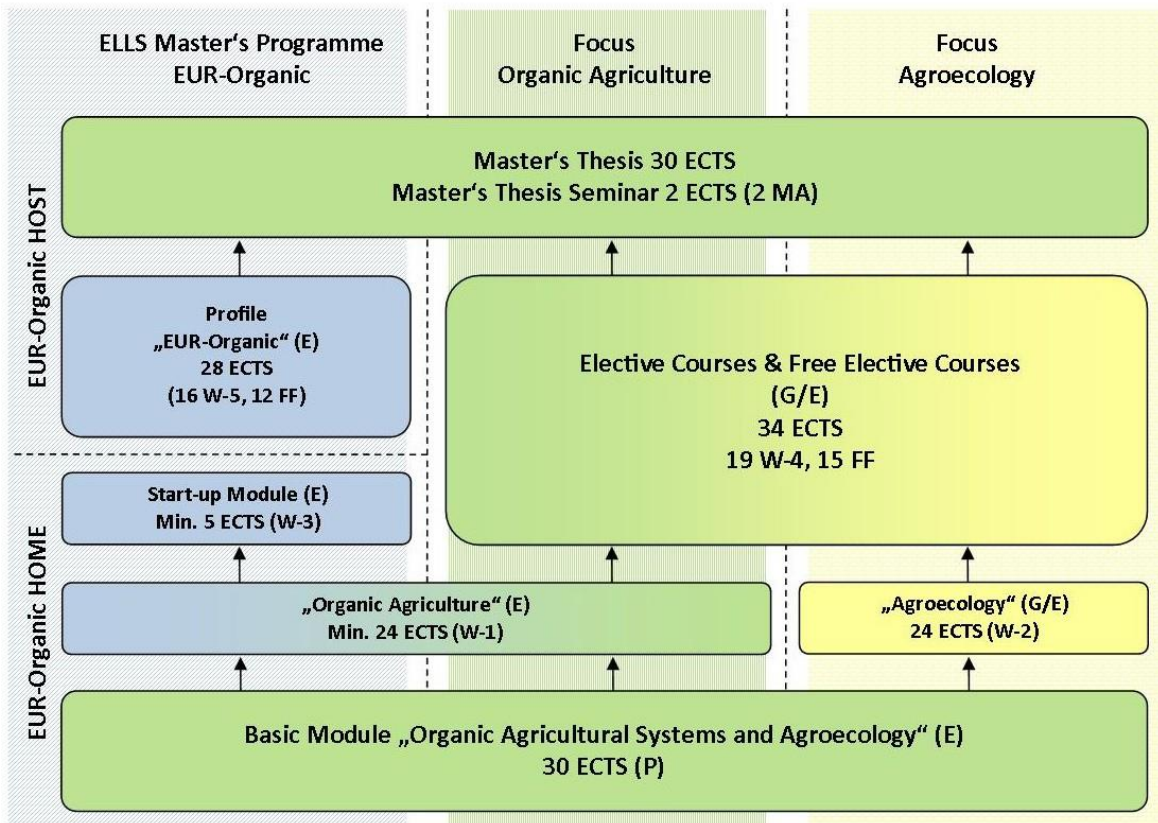 ELLS Master‘s Programme
EUR-Organic
Focus
Organic Agriculture
Focus
Agroecology
EUR-Organic HOST
Master‘s Thesis 30 ECTS
Master‘s Thesis Seminar 2 ECTS (2 MA)
Profile
„EUR-Organic“ (E)
28 ECTS
(16 W-5, 12 FF)
Elective Courses & Free Elective Courses
(G/E)
34 ECTS
19 W-4, 15 FF
EUR-Organic HOME
Start-up Module (E)
Min. 5 ECTS (W-3)
„Organic Agriculture“ (E)
Min. 24 ECTS (W-1)
„Agroecology“ (G/E)
24 ECTS (W-2)
Basic Module „Organic Agricultural Systems and Agroecology“ (E)
30 ECTS (P)